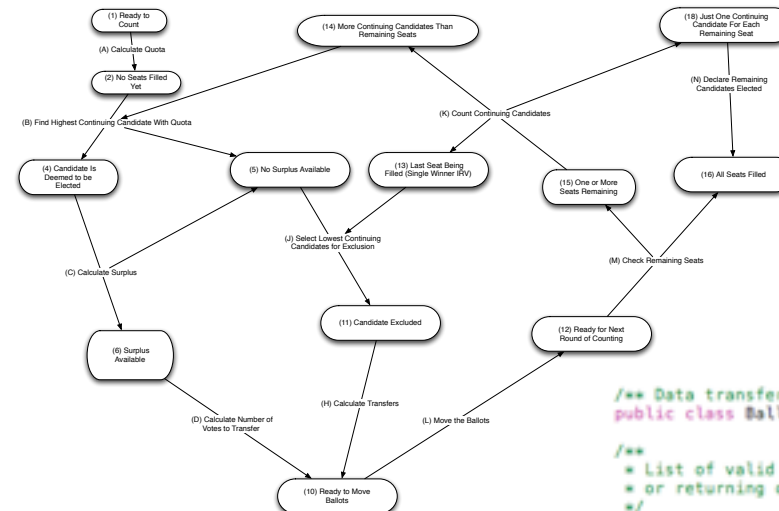 (1) Ready to
Count
(A) Calculate Quota
(2) No Seats Filled
Yet
(B) Find Highest Continuing Candidate With Quota
(4) Candidate Is
Deemed to be
Elected
(5) No Surplus Available
(C) Calculate Surplus
(6) Surplus
Available
(D) Calculate Number of
Votes to Transfer
(14) More Continuing Candidates Than
Remaining Seats
(18) Just One Continuing
Candidate For Each
Remaining Seat
(N) Declare Remaining
Candidates Elected
(K) Count Continuing Candidates
(13) Last Seat Being
Filled (Single Winner IRV)
(15) One or More
Seats Remaining
(16) All Seats Filled
(J) Select Lowest Continuing
Candidates for Exclusion
(M) Check Remaining Seats
(11) Candidate Excluded
(12) Ready for Next
Round of Counting
(H) Calculate Transfers
(L) Move the Ballots
(10) Ready to Move
Ballots
/** Data transfe
public class Bal
/**
* List of valid
* or returning
*/